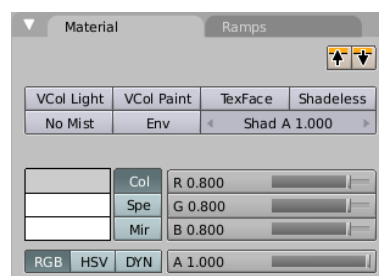 Material Ramps
VCol Light VCol Paint TexFace Shadeless
No Mist Env Shad A 1.000
Col R 0.800
Spe G 0.800
Mir B 0.800
RGB HSV DYN A 1.000